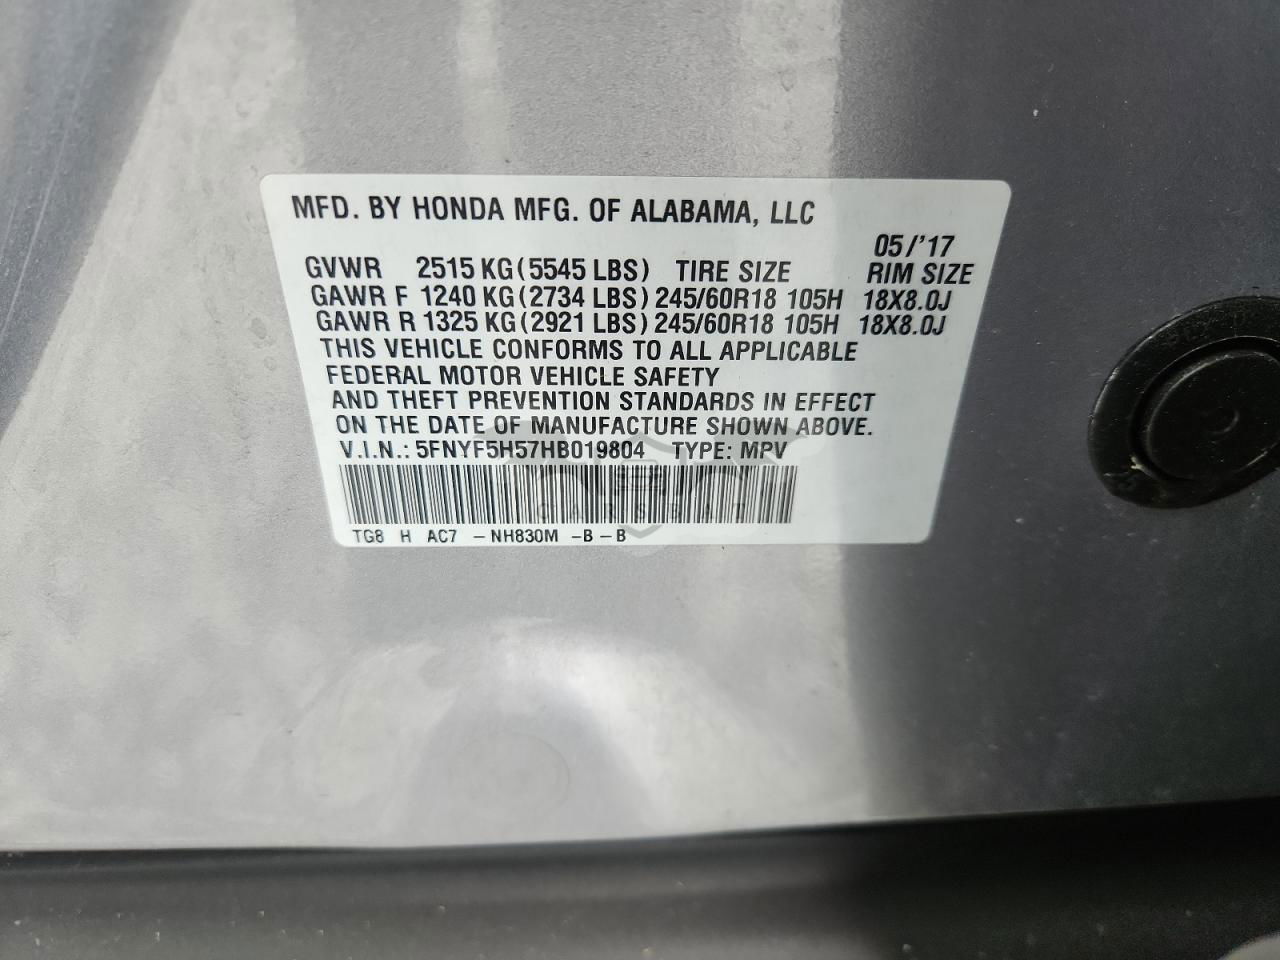 MFD. BY HONDA MFG. OF ALABAMA, LLC
05/'17
GVWR 2515 KG (5545 LBS) TIRE SIZE RIM SIZE
GAWR F 1240 KG (2734 LBS) 245/60R18 105H 18X8.0J
GAWR R 1325 KG (2921 LBS) 245/60R18 105H 18X8.0J
THIS VEHICLE CONFORMS TO ALL APPLICABLE
FEDERAL MOTOR VEHICLE SAFETY
AND THEFT PREVENTION STANDARDS IN EFFECT
ON THE DATE OF MANUFACTURE SHOWN ABOVE.
V.I.N.: 5FNYF5H57HB019804 TYPE: MPV
TG8 H AC7 - NH830M - B - B